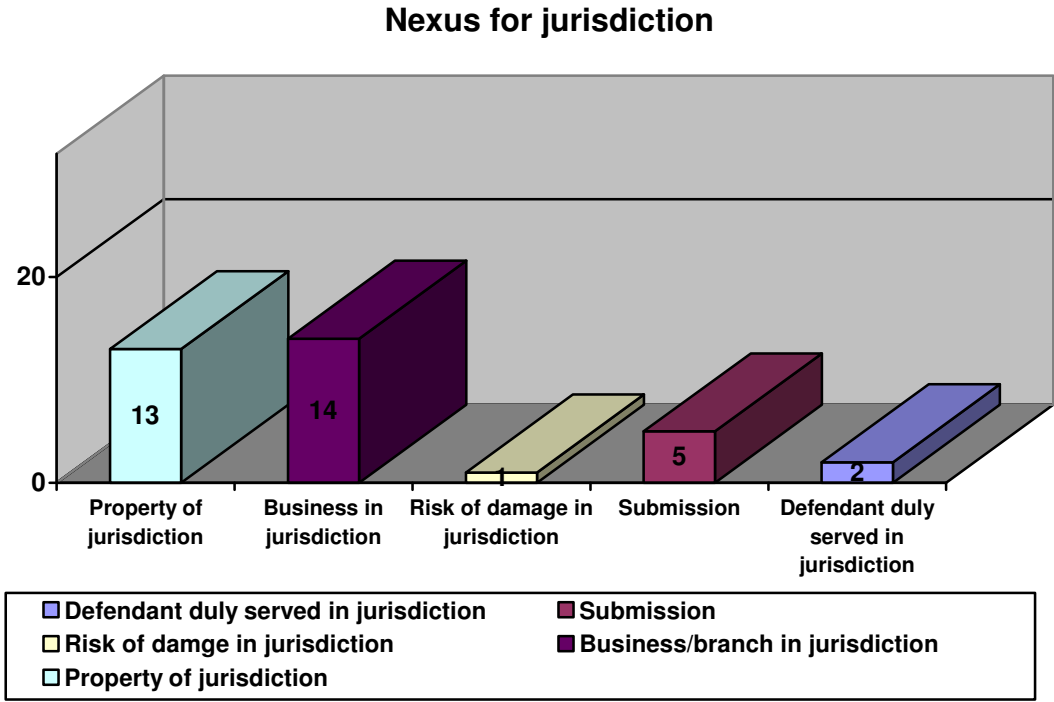 Nexus for jurisdiction
20
0
13
14
1
5
2
Property of
jurisdiction
Business in
jurisdiction
Risk of damage in
jurisdiction
Submission
Defendant duly
served in
jurisdiction
Defendant duly served in jurisdiction
Submission
Risk of damge in jurisdiction
Business/branch in jurisdiction
Property of jurisdiction